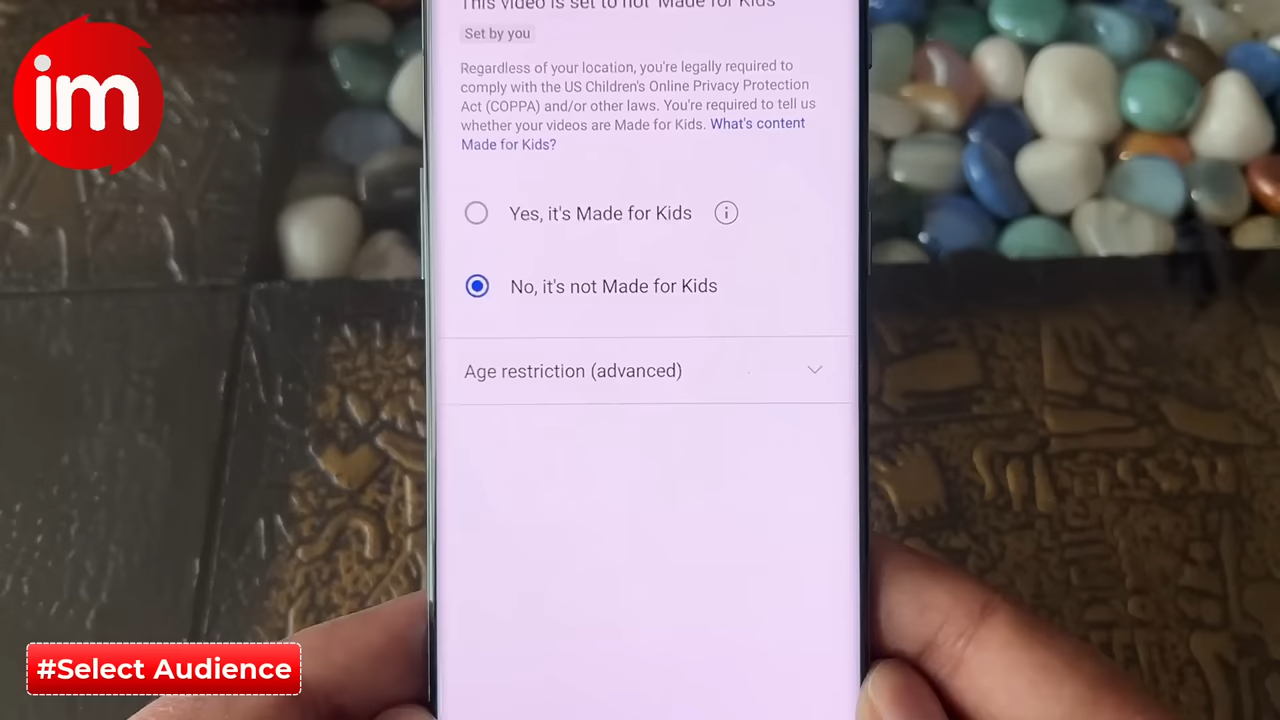 This video is set to not 'Made for Kids'
im
Set by you
Regardless of your location, you're legally required to
comply with the US Children's Online Privacy Protection
Act (COPPA) and/or other laws. You're required to tell us
whether your videos are Made for Kids. What's content
Made for Kids?
Yes, it's Made for Kids
No, it's not Made for Kids
Age restriction (advanced)
#Select Audience